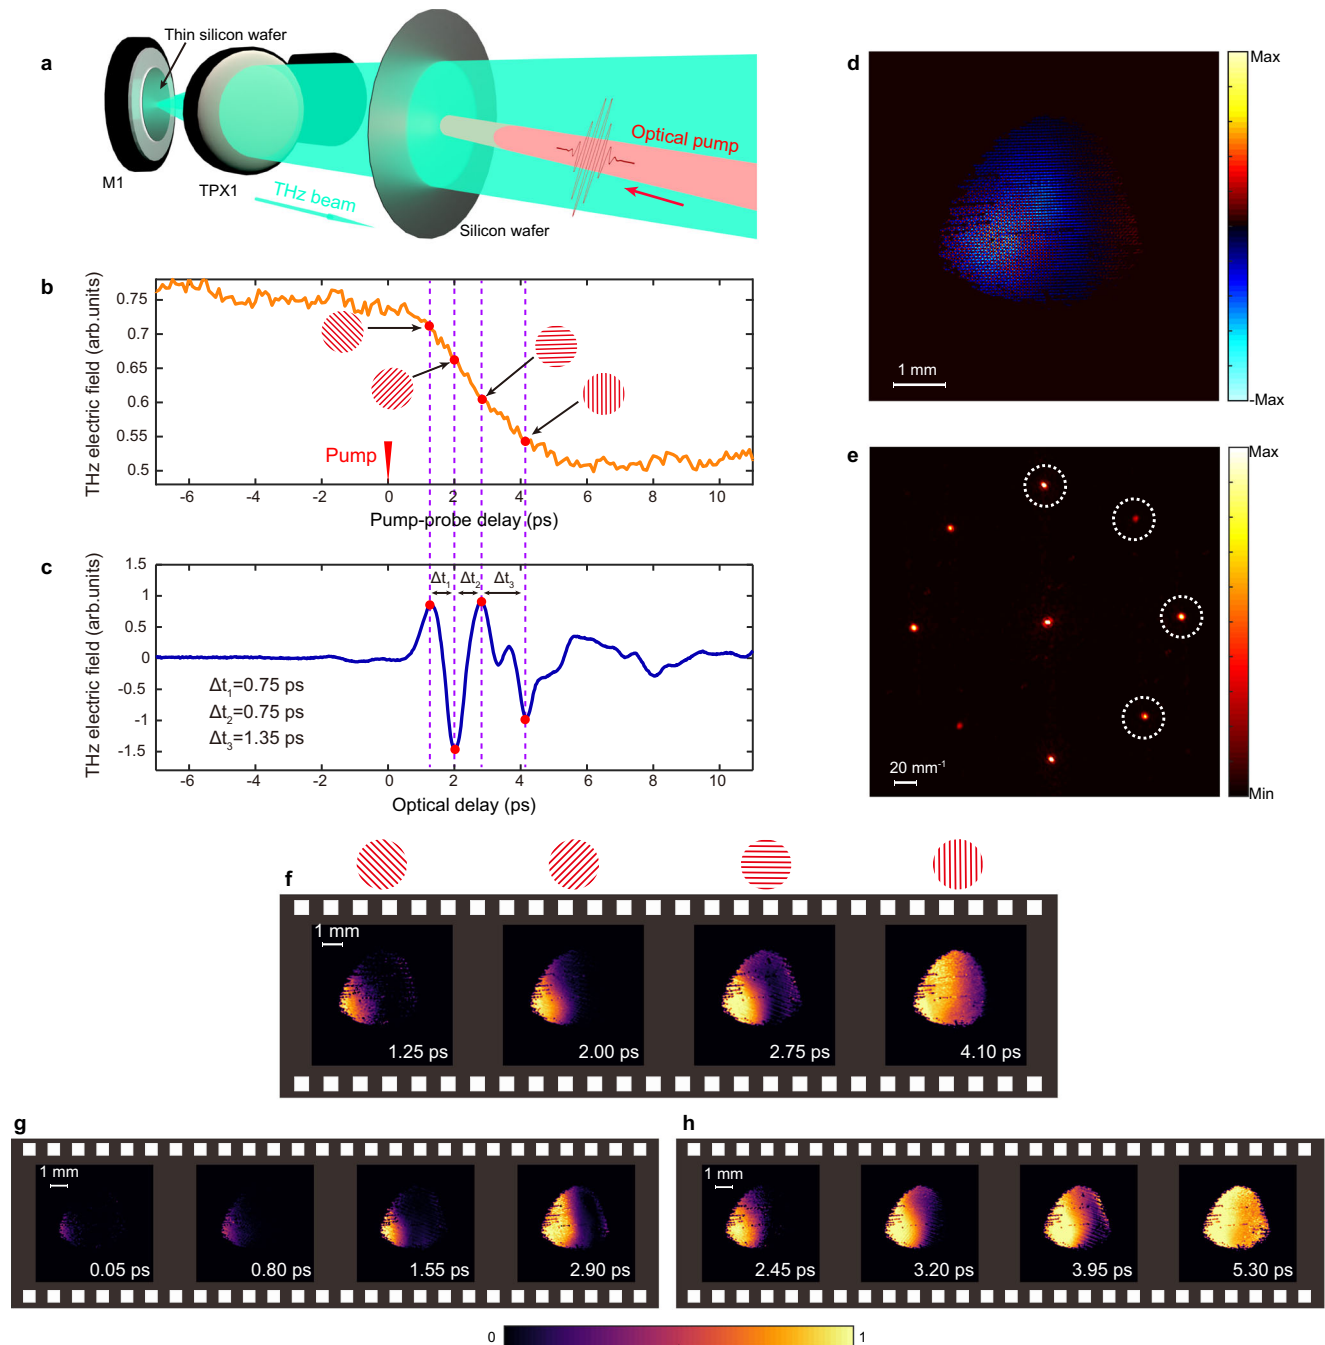 a
Thin silicon wafer
M1
TPX1
THz beam
Optical pump
Silicon wafer
b
THz electric field (arb.units)
0.75
0.7
0.65
0.6
0.55
0.5
Pump
-6 -4 -2 0 2 4 6 8 10
Pump-probe delay (ps)
c
THz electric field (arb.units)
1.5
1
0.5
0
-0.5
-1
-1.5
Δt1 Δt2 Δt3
Δt1=0.75 ps
Δt2=0.75 ps
Δt3=1.35 ps
-6 -4 -2 0 2 4 6 8 10
Optical delay (ps)
d
1 mm
Max
-Max
e
20 mm-1
Max
Min
f
1 mm
1.25 ps 2.00 ps 2.75 ps 4.10 ps
g
1 mm
0.05 ps 0.80 ps 1.55 ps 2.90 ps
h
1 mm
2.45 ps 3.20 ps 3.95 ps 5.30 ps
0 1